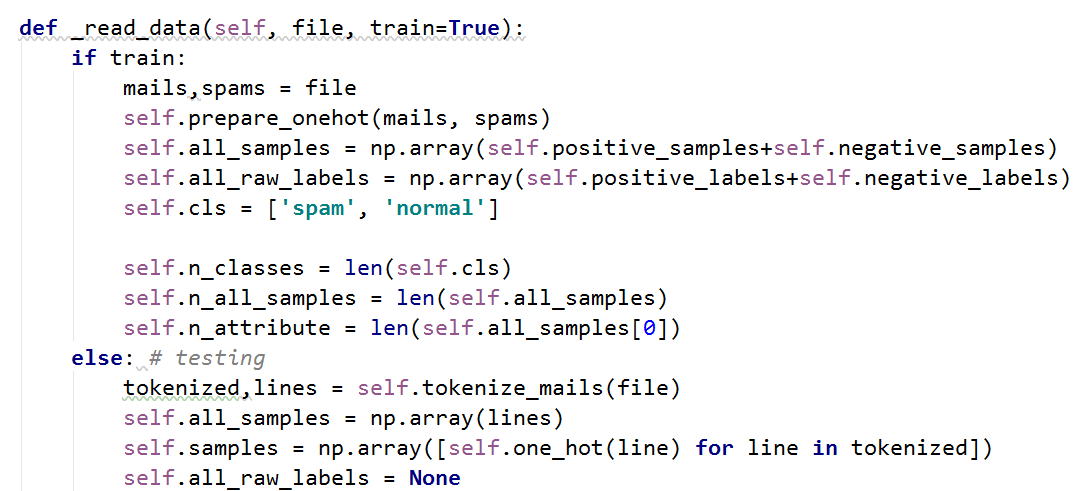 def _read_data(self, file, train=True):
    if train:
        mails,spams = file
        self.prepare_onehot(mails, spams)
        self.all_samples = np.array(self.positive_samples+self.negative_samples)
        self.all_raw_labels = np.array(self.positive_labels+self.negative_labels)
        self.cls = ['spam', 'normal']

        self.n_classes = len(self.cls)
        self.n_all_samples = len(self.all_samples)
        self.n_attribute = len(self.all_samples[0])
    else: # testing
        tokenized,lines = self.tokenize_mails(file)
        self.all_samples = np.array(lines)
        self.samples = np.array([self.one_hot(line) for line in tokenized])
        self.all_raw_labels = None